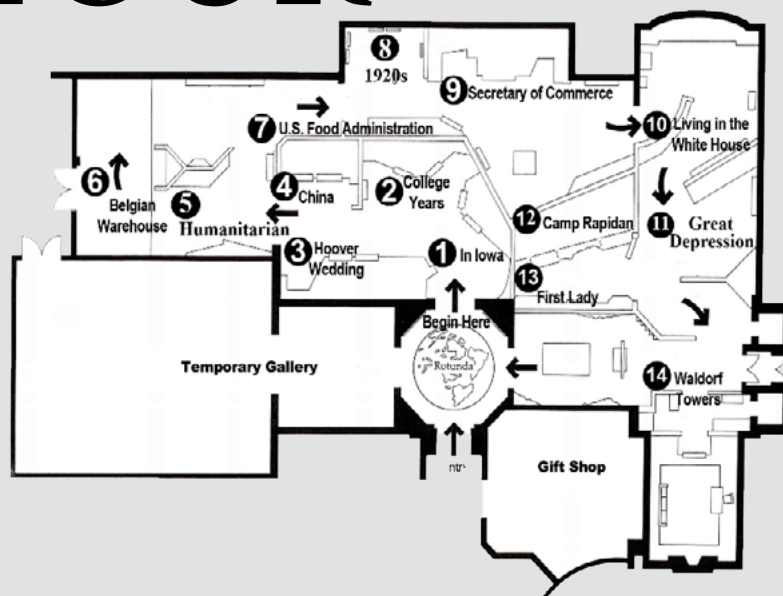 8
1920s
9 Secretary of Commerce
7 U.S. Food Administration
10 Living in the
White House
6
Belgian
Warehouse
5
Humanitarian
4
China
2 College
Years
3 Hoover
Wedding
1 In Iowa
12 Camp Rapidan
11 Great
Depression
13
First Lady
Begin Here
Rotunda
Temporary Gallery
14 Waldorf
Towers
Gift Shop